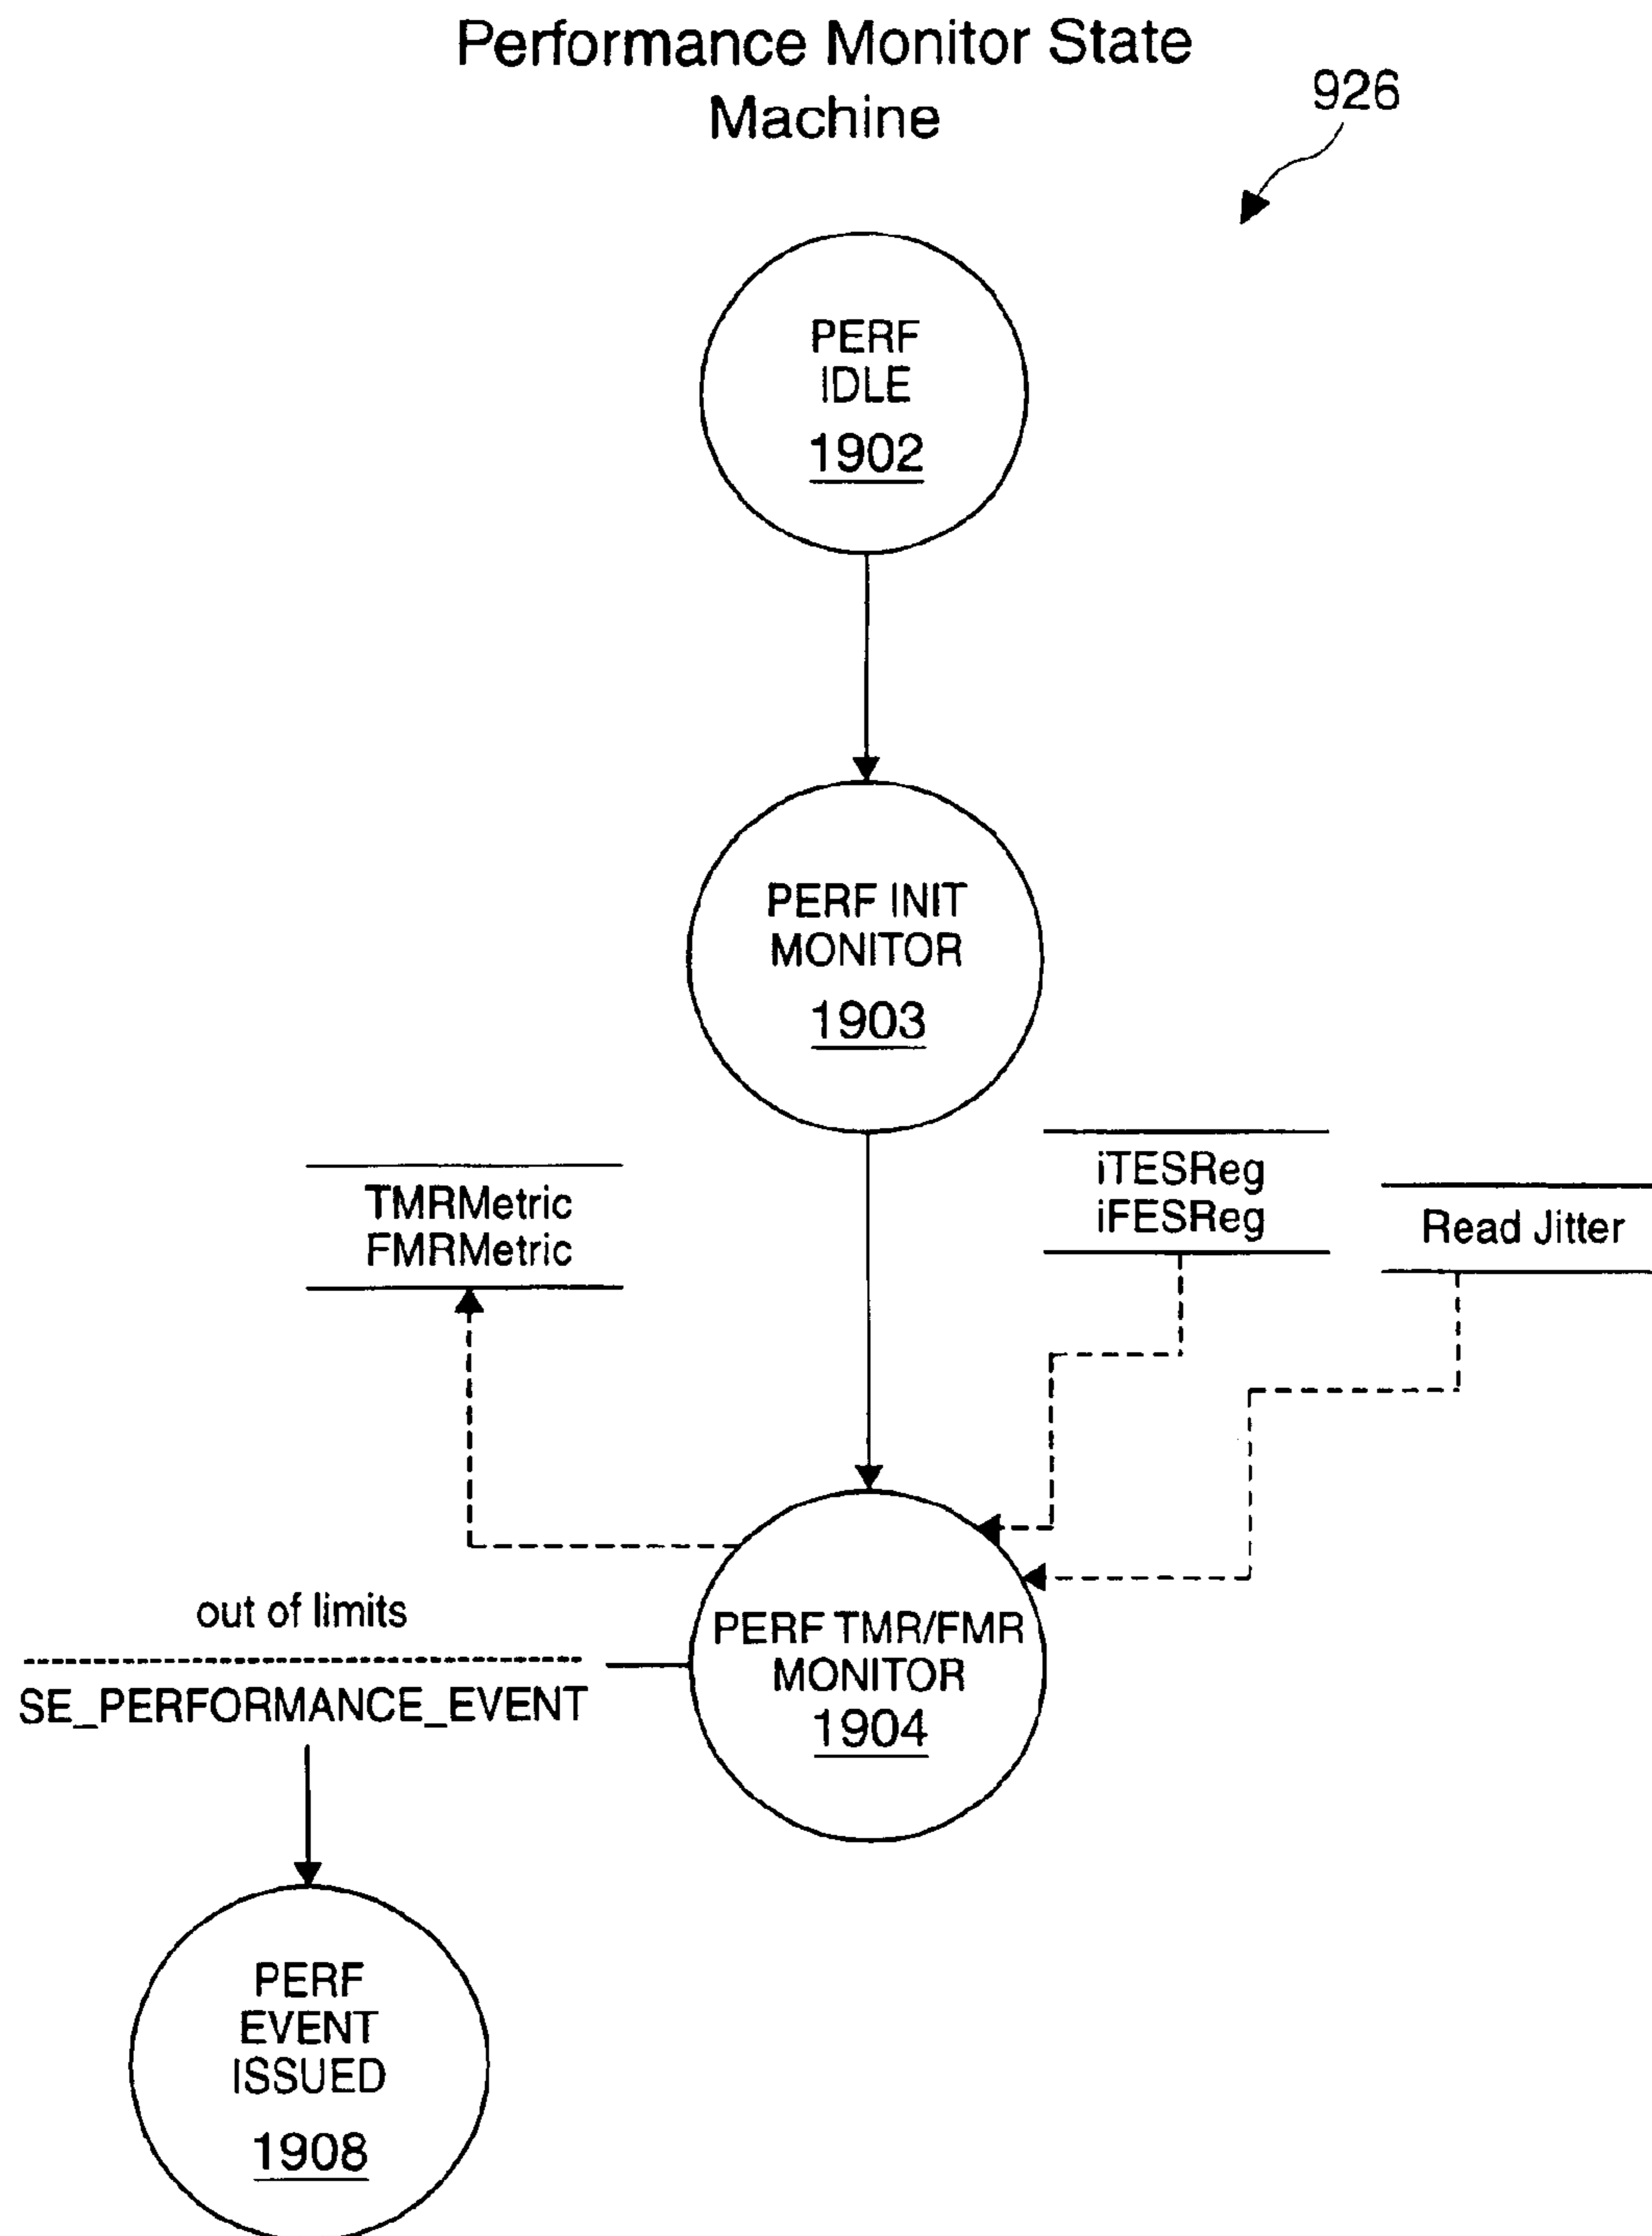 Performance Monitor State
Machine
926
PERF
IDLE
1902
PERF INIT
MONITOR
1903
TMRMetric
FMRMetric
iTESReg
iFESReg
Read Jitter
out of limits
SE_PERFORMANCE_EVENT
PERF TMR/FMR
MONITOR
1904
PERF
EVENT
ISSUED
1908